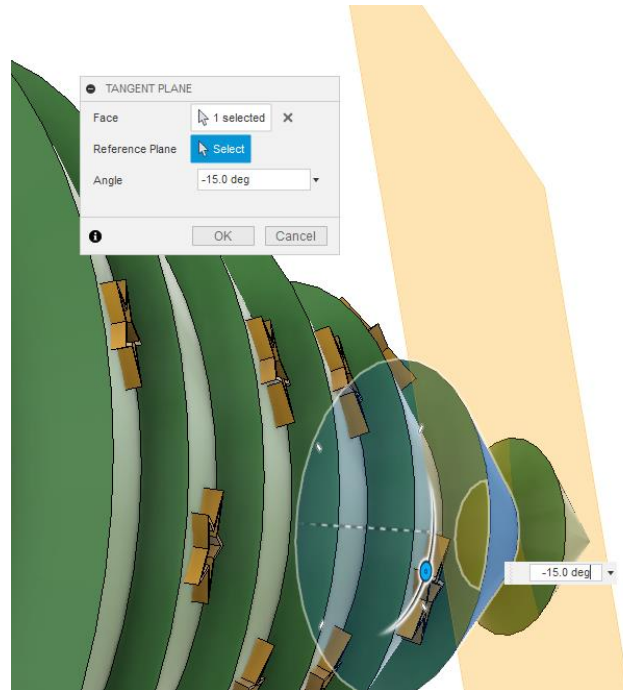 TANGENT PLANE
Face 1 selected
Reference Plane Select
Angle -15.0 deg
OK Cancel
-15.0 deg